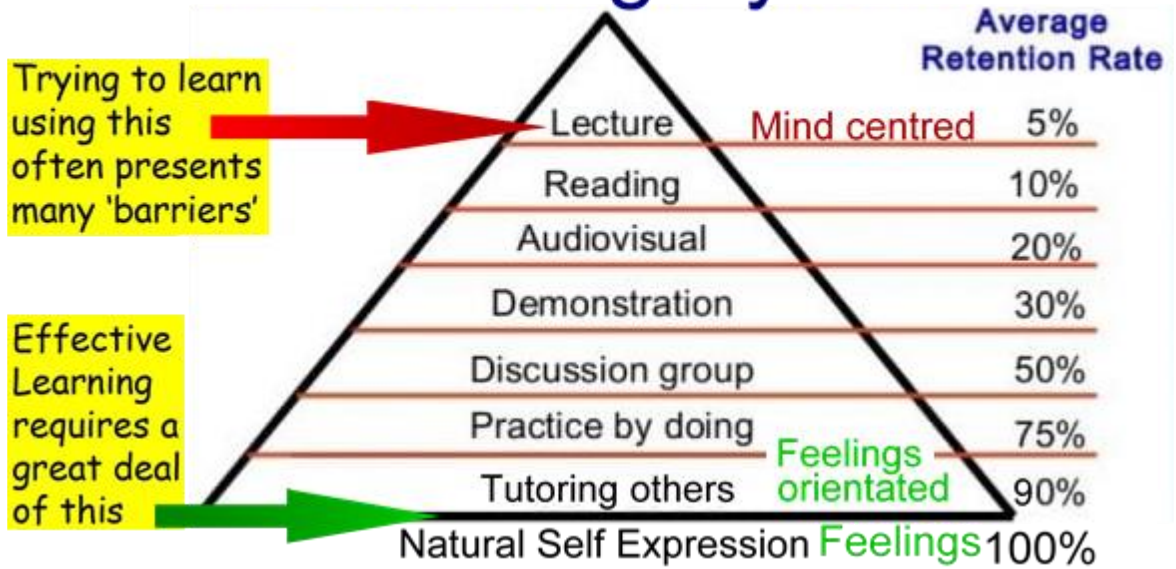 Average
Retention Rate
Trying to learn
using this
often presents
many 'barriers'
Lecture Mind centred 5%
Reading 10%
Audiovisual 20%
Demonstration 30%
Discussion group 50%
Practice by doing 75%
Effective
Learning
requires a
great deal
of this
Tutoring others Feelings orientated 90%
Natural Self Expression Feelings 100%